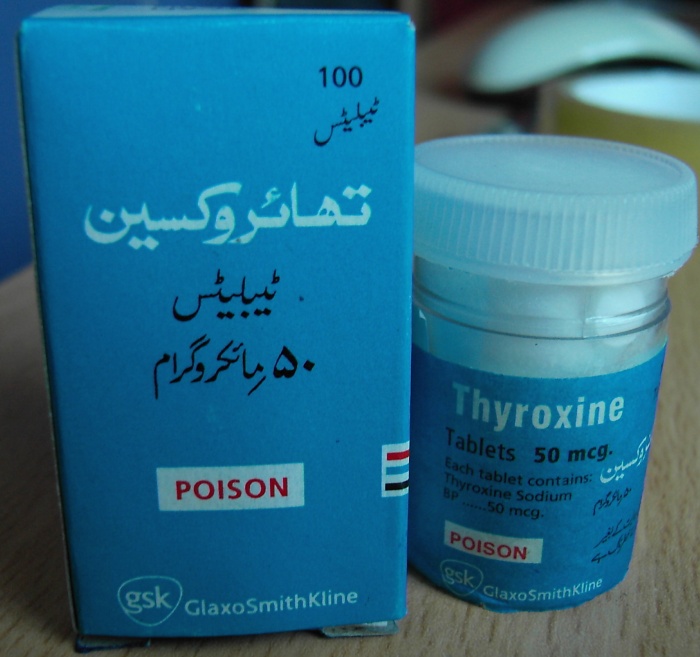 100
ٹیبلیٹس
تھائروکسین
ٹیبلیٹس
۵۰ مائکروگرام
POISON
gsk GlaxoSmithKline
Thyroxine
Tablets 50 mcg.
Each tablet contains:
Thyroxine Sodium
BP ......50 mcg.
POISON
gsk GlaxoSmithKline